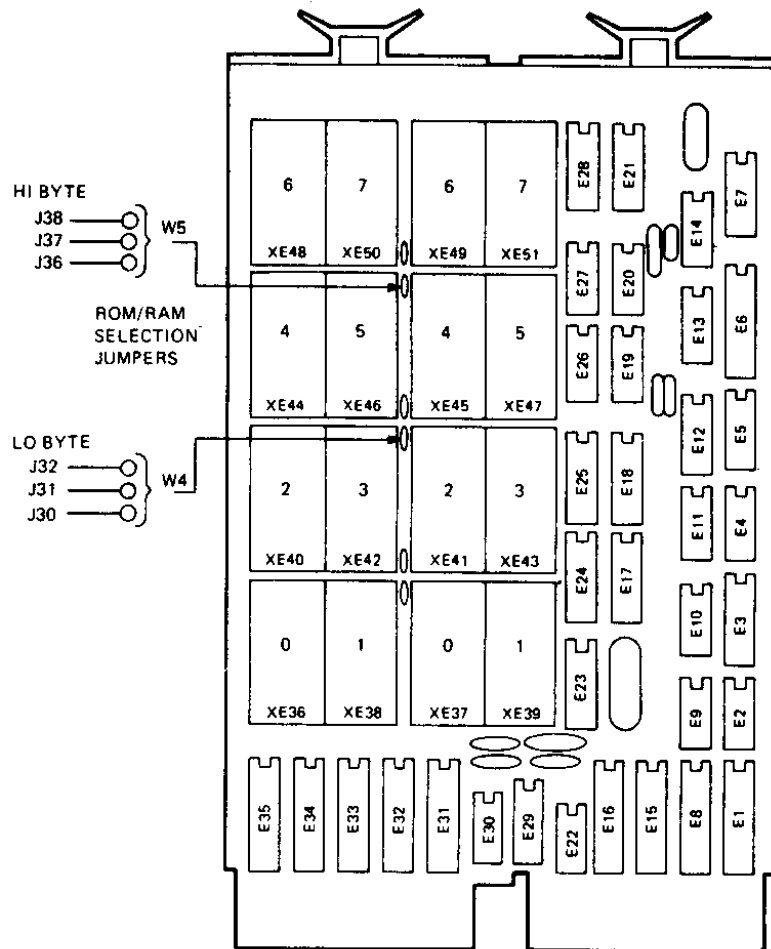 HI BYTE
J38
J37
J36
W5
ROM/RAM
SELECTION
JUMPERS
LO BYTE
J32
J31
J30
W4
6 7 6 7
XE48 XE50 XE49 XE51
4 5 4 5
XE44 XE46 XE45 XE47
2 3 2 3
XE40 XE42 XE41 XE43
0 1 0 1
XE36 XE38 XE37 XE39
E28 E21
E27 E20
E26 E19
E25 E18
E24 E17
E23
E14 E7
E13 E6
E12 E5
E11 E4
E10 E3
E9 E2
E35 E34 E33 E32 E31 E30 E29 E22 E16 E15 E8 E1